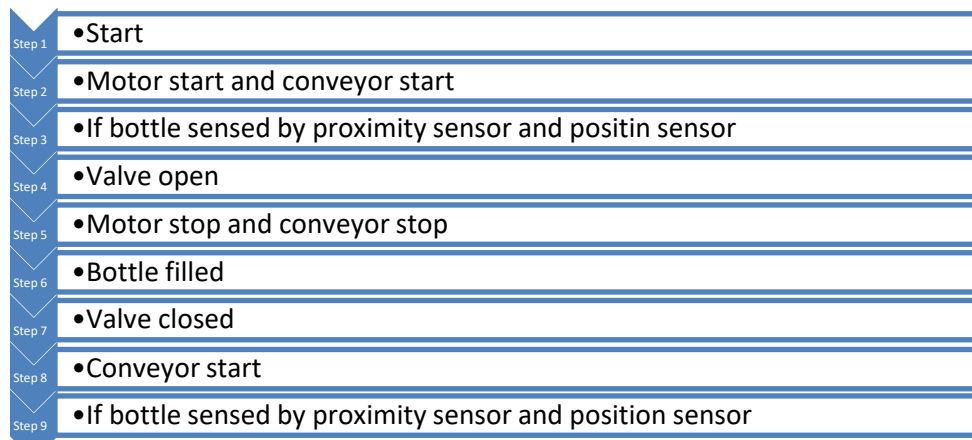 Step 1
•Start
Step 2
•Motor start and conveyor start
Step 3
•If bottle sensed by proximity sensor and positin sensor
Step 4
•Valve open
Step 5
•Motor stop and conveyor stop
Step 6
•Bottle filled
Step 7
•Valve closed
Step 8
•Conveyor start
Step 9
•If bottle sensed by proximity sensor and position sensor